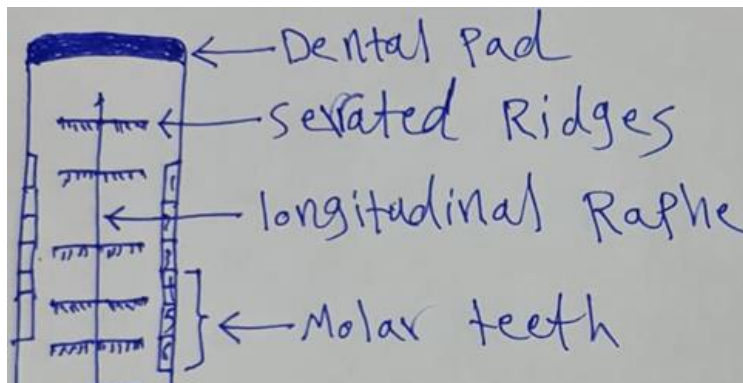 Dental Pad
Serrated Ridges
longitudinal Raphe
Molar teeth